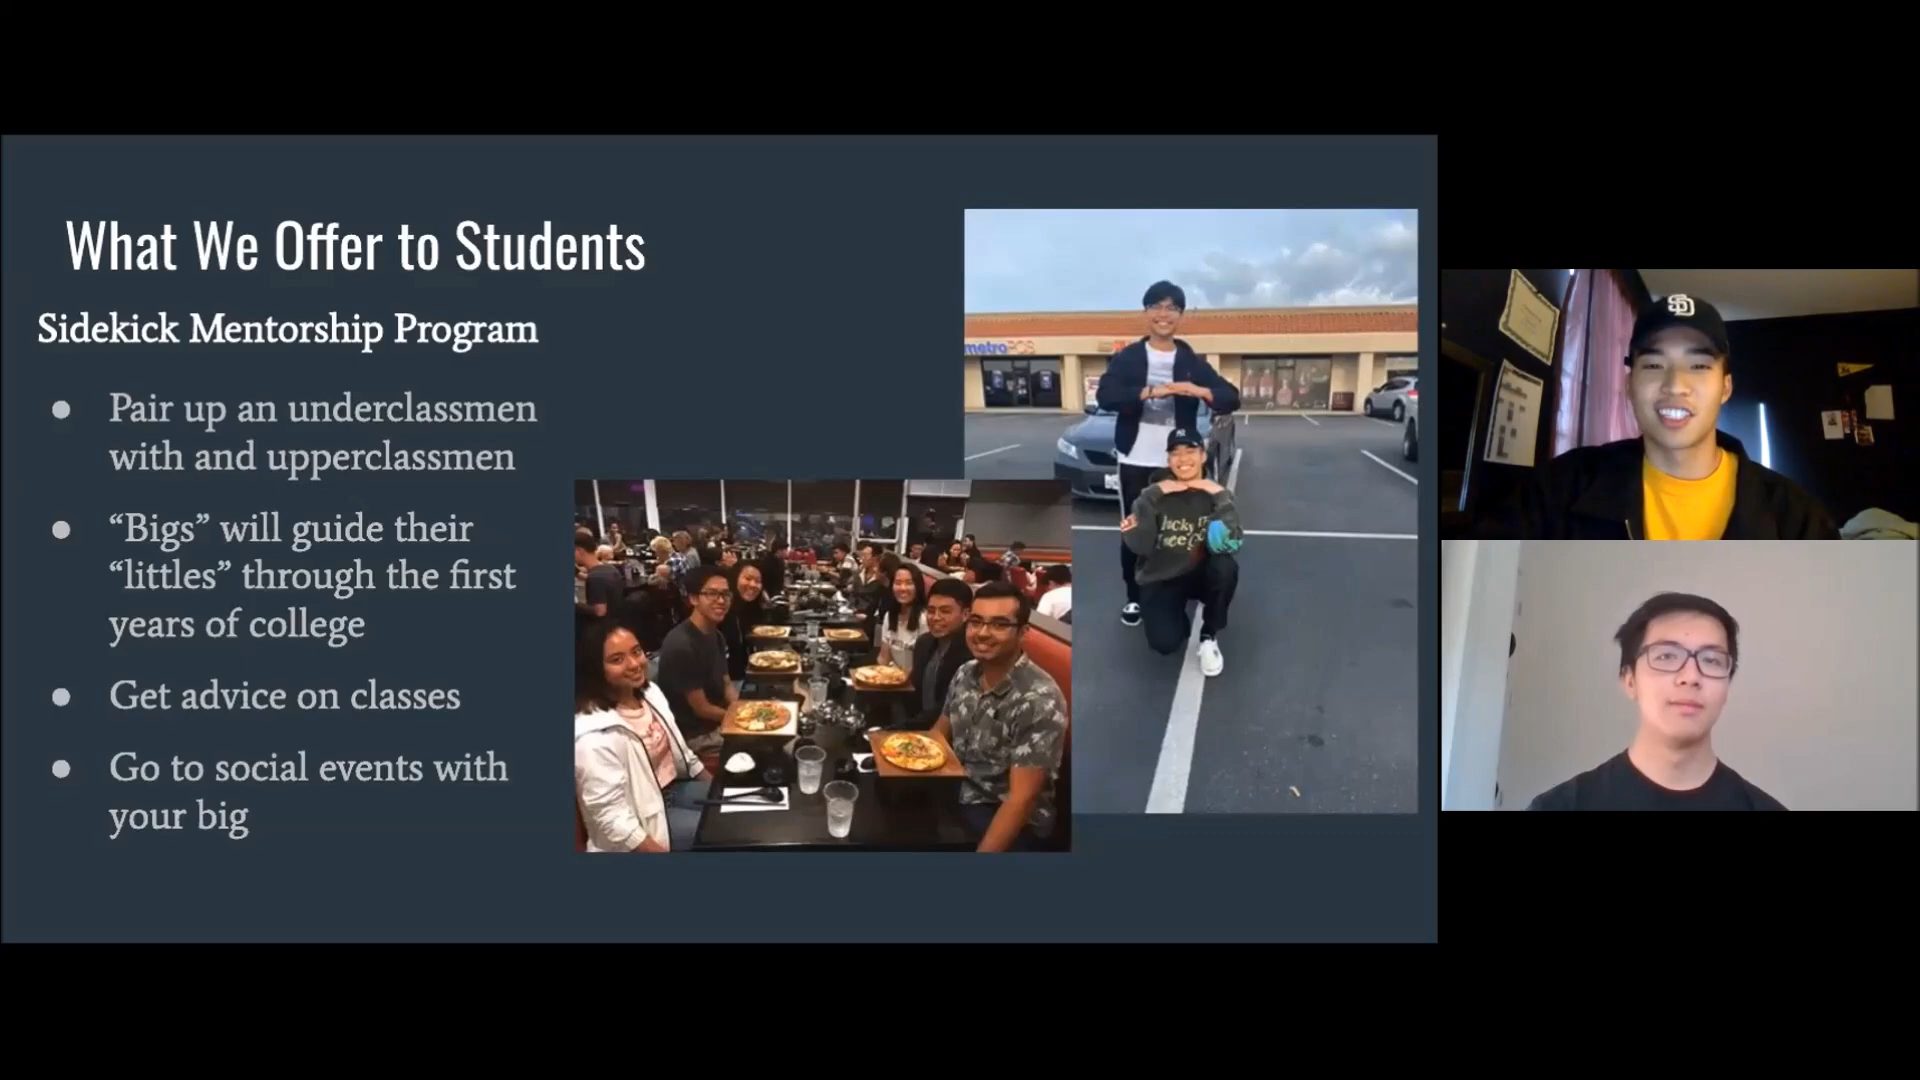 What We Offer to Students
Sidekick Mentorship Program
● Pair up an underclassmen
with and upperclassmen
● “Bigs” will guide their
“littles” through the first
years of college
● Get advice on classes
● Go to social events with
your big
metroPCS
SD
lucky